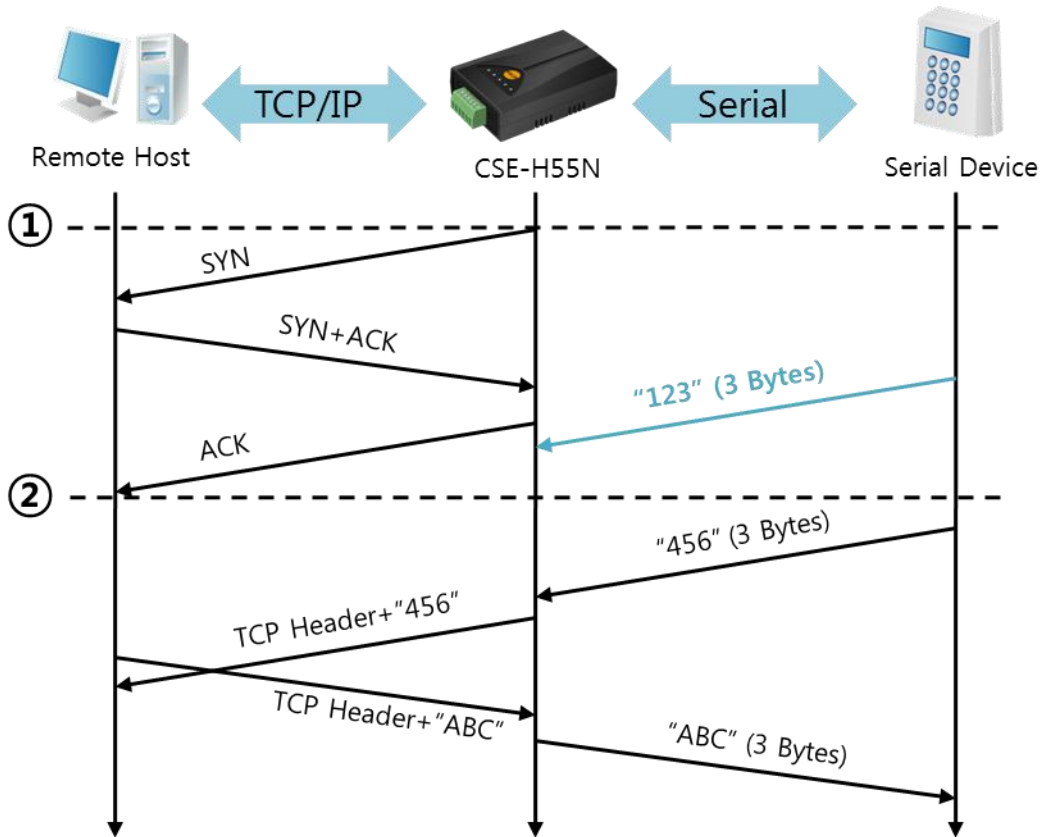 TCP/IP
Serial
Remote Host
CSE-H55N
Serial Device
①
SYN
SYN+ACK
“123” (3 Bytes)
ACK
②
“456” (3 Bytes)
TCP Header+“456”
TCP Header+“ABC”
“ABC” (3 Bytes)